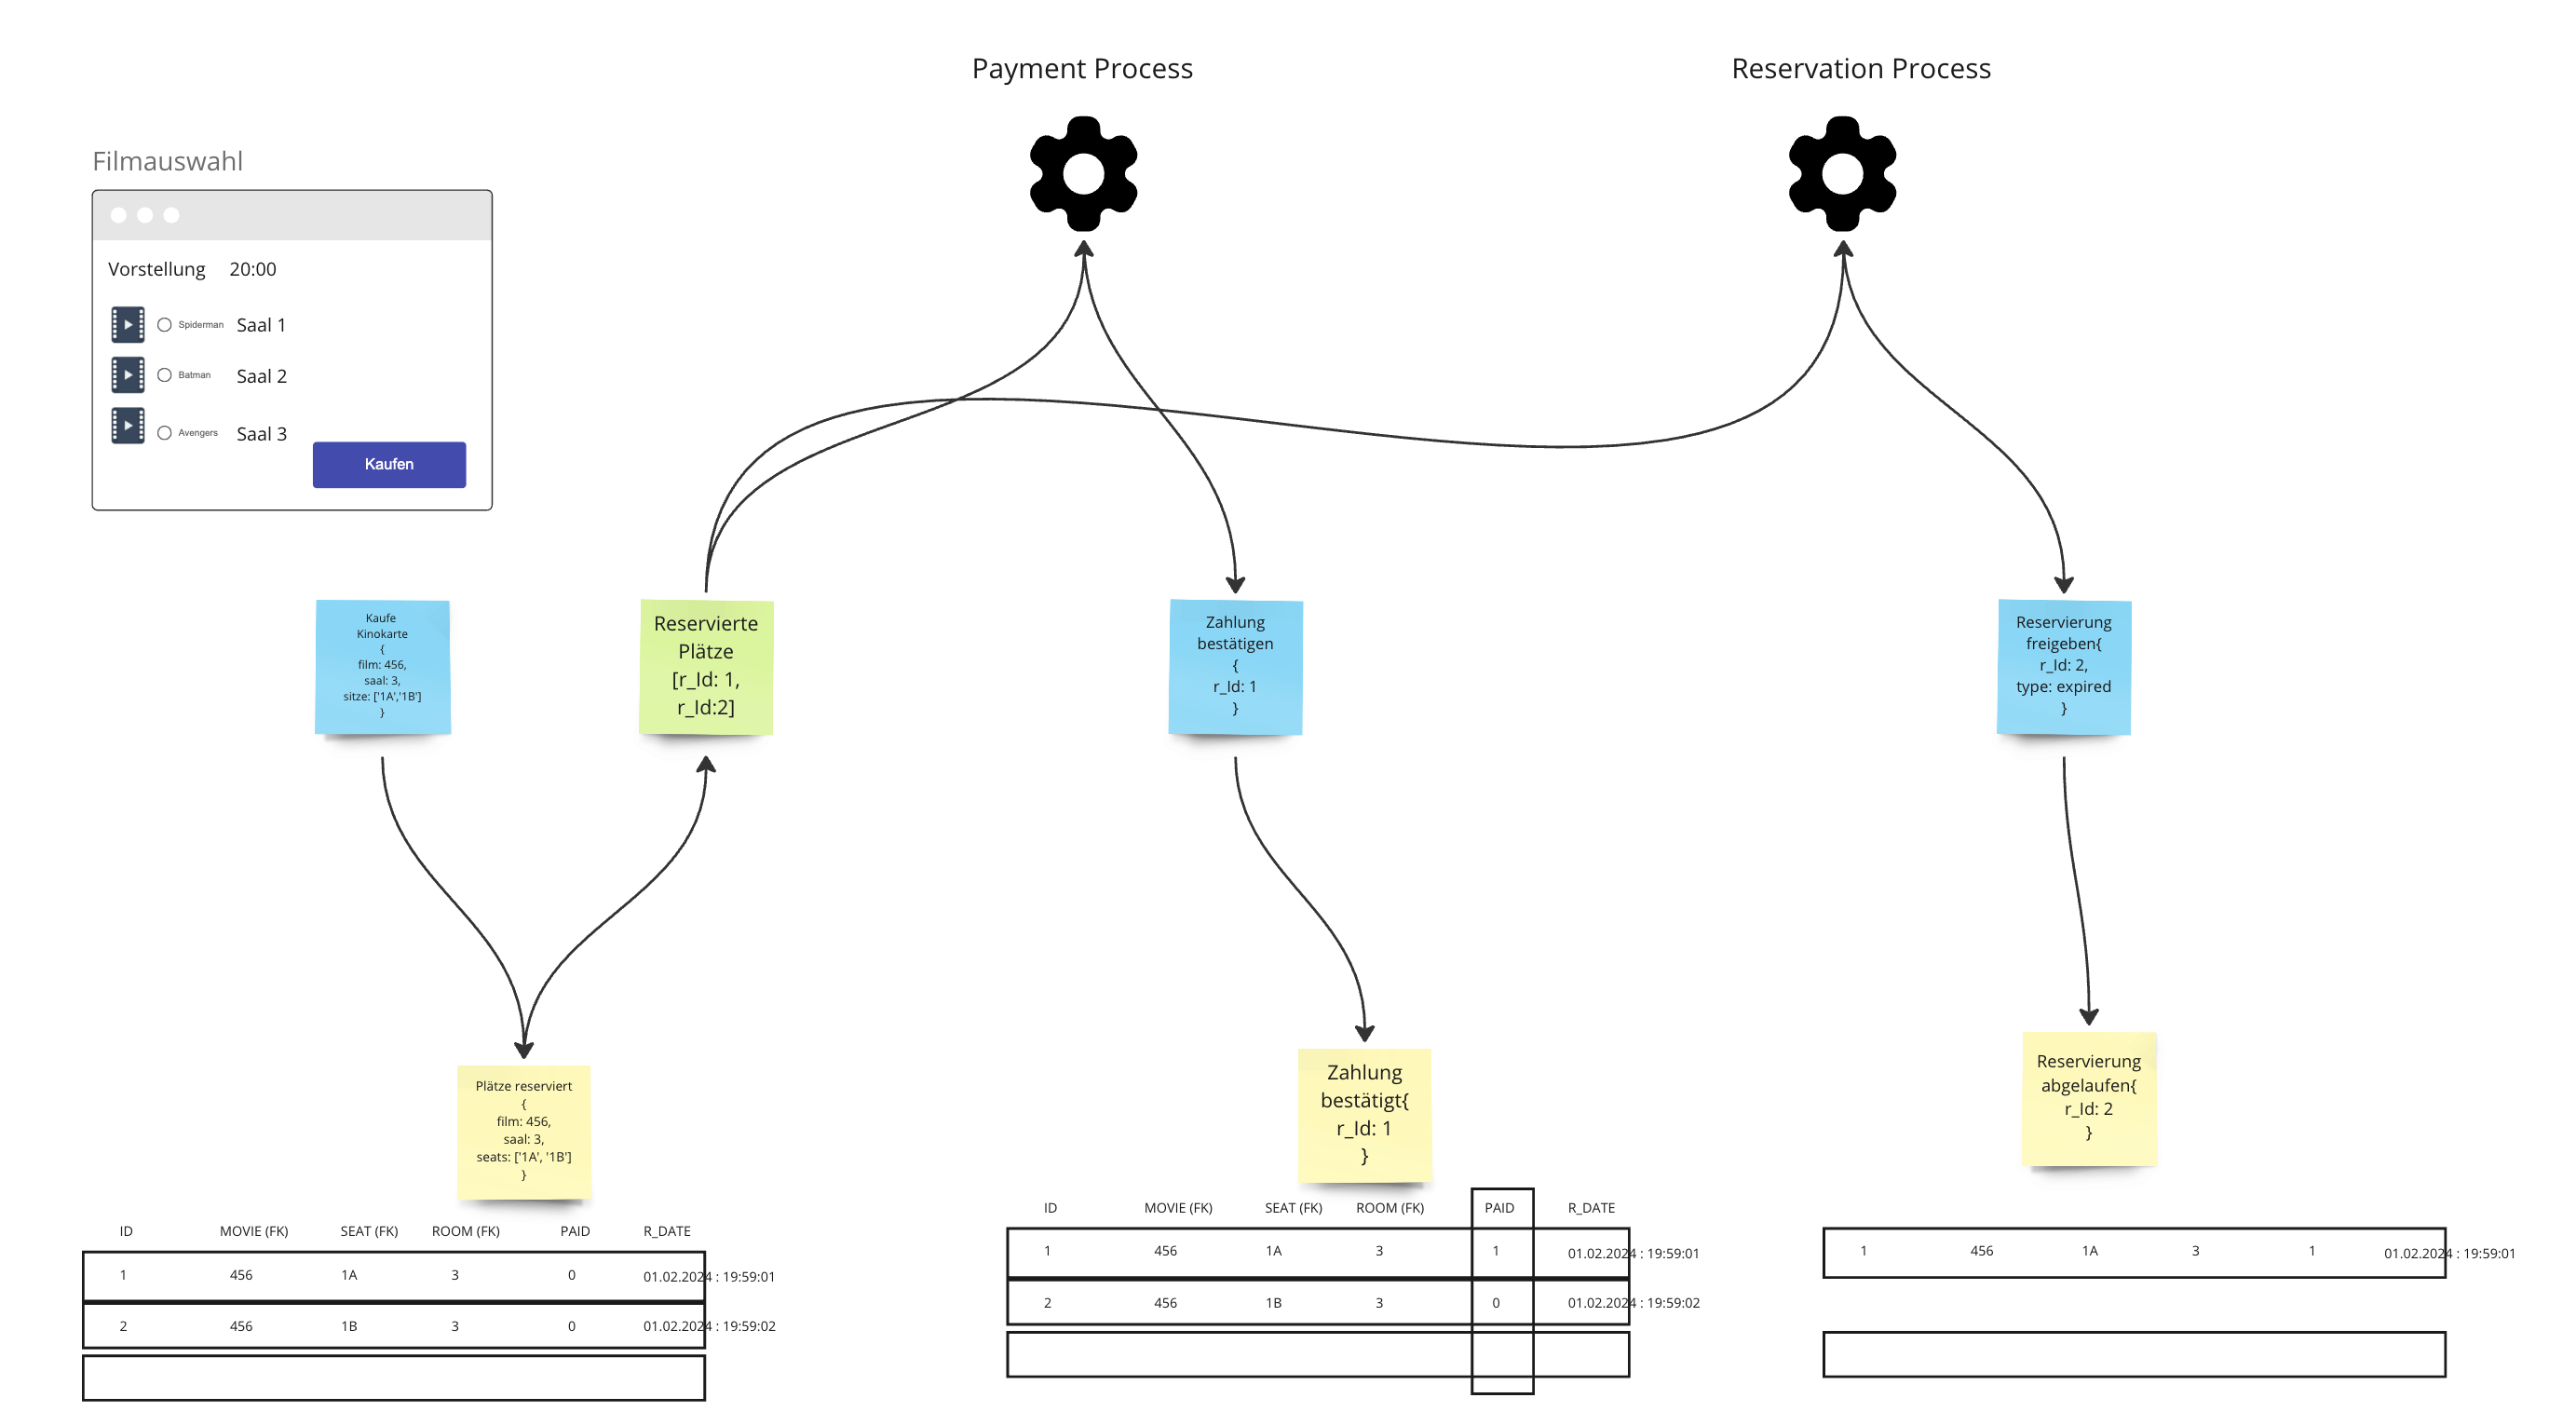 Payment Process
Reservation Process
Filmauswahl
Vorstellung 20:00
Spiderman Saal 1
Batman Saal 2
Avengers Saal 3
Kaufen
Kaufe
Kinokarte
{
film: 456,
saal: 3,
sitze: ['1A','1B']
}
Reservierte
Plätze
[r_Id: 1,
r_Id:2]
Zahlung
bestätigen
{
r_Id: 1
}
Reservierung
freigeben{
r_Id: 2,
type: expired
}
Plätze reserviert
{
film: 456,
saal: 3,
seats: ['1A', '1B']
}
Zahlung
bestätigt{
r_Id: 1
}
Reservierung
abgelaufen{
r_Id: 2
}
ID MOVIE (FK) SEAT (FK) ROOM (FK) PAID R_DATE
1 456 1A 3 0 01.02.2024 : 19:59:01
2 456 1B 3 0 01.02.2024 : 19:59:02
ID MOVIE (FK) SEAT (FK) ROOM (FK) PAID R_DATE
1 456 1A 3 1 01.02.2024 : 19:59:01
2 456 1B 3 0 01.02.2024 : 19:59:02
1 456 1A 3 1 01.02.2024 : 19:59:01